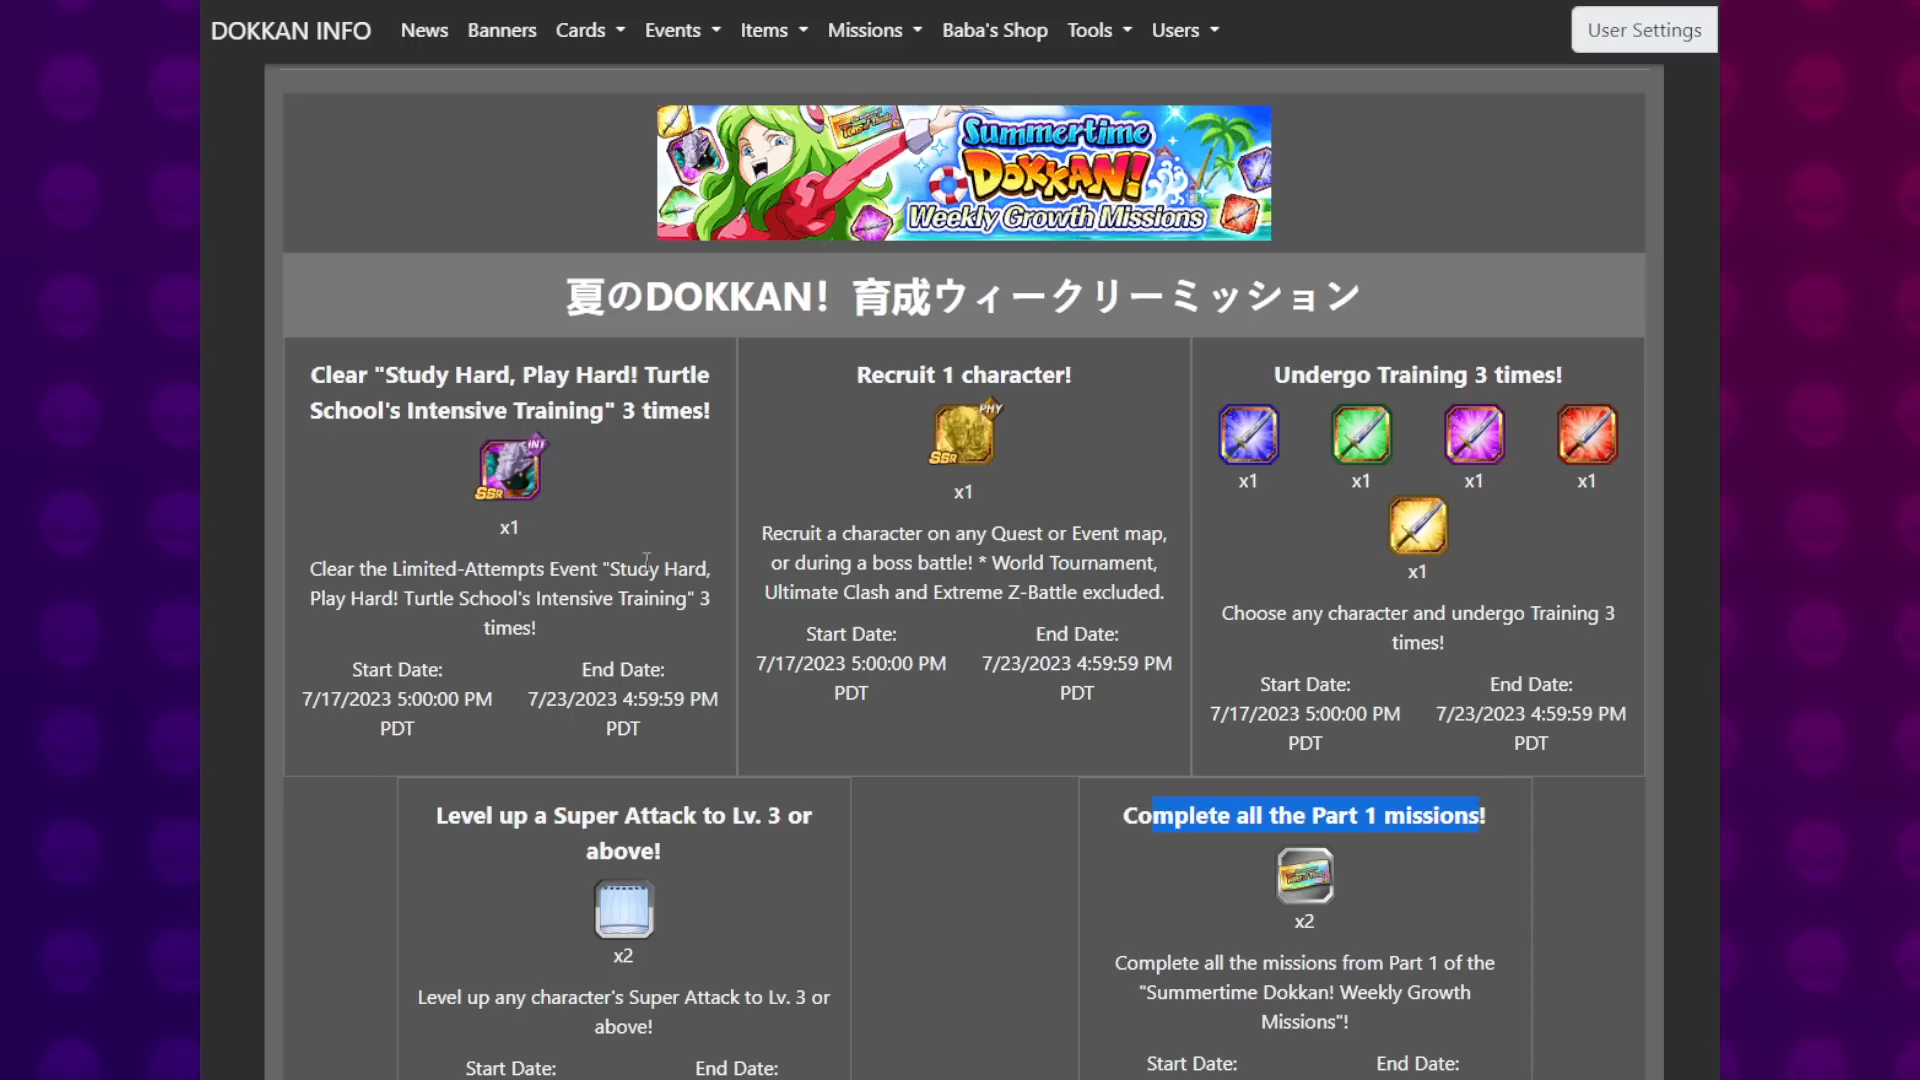 DOKKAN INFO News Banners Cards Events Items Missions Baba's Shop Tools Users User Settings
Summertime
DOKKAN!
Weekly Growth Missions
夏のDOKKAN！育成ウィークリーミッション
Clear "Study Hard, Play Hard! Turtle
School's Intensive Training" 3 times!
INT
SSR
x1
Clear the Limited-Attempts Event "Study Hard,
Play Hard! Turtle School's Intensive Training" 3
times!
Start Date:
7/17/2023 5:00:00 PM
PDT
End Date:
7/23/2023 4:59:59 PM
PDT
Recruit 1 character!
PHY
SSR
x1
Recruit a character on any Quest or Event map,
or during a boss battle! * World Tournament,
Ultimate Clash and Extreme Z-Battle excluded.
Start Date:
7/17/2023 5:00:00 PM
PDT
End Date:
7/23/2023 4:59:59 PM
PDT
Undergo Training 3 times!
x1 x1 x1 x1
x1
Choose any character and undergo Training 3
times!
Start Date:
7/17/2023 5:00:00 PM
PDT
End Date:
7/23/2023 4:59:59 PM
PDT
Level up a Super Attack to Lv. 3 or
above!
x2
Level up any character's Super Attack to Lv. 3 or
above!
Start Date:
End Date:
Complete all the Part 1 missions!
x2
Complete all the missions from Part 1 of the
"Summertime Dokkan! Weekly Growth
Missions"!
Start Date:
End Date: